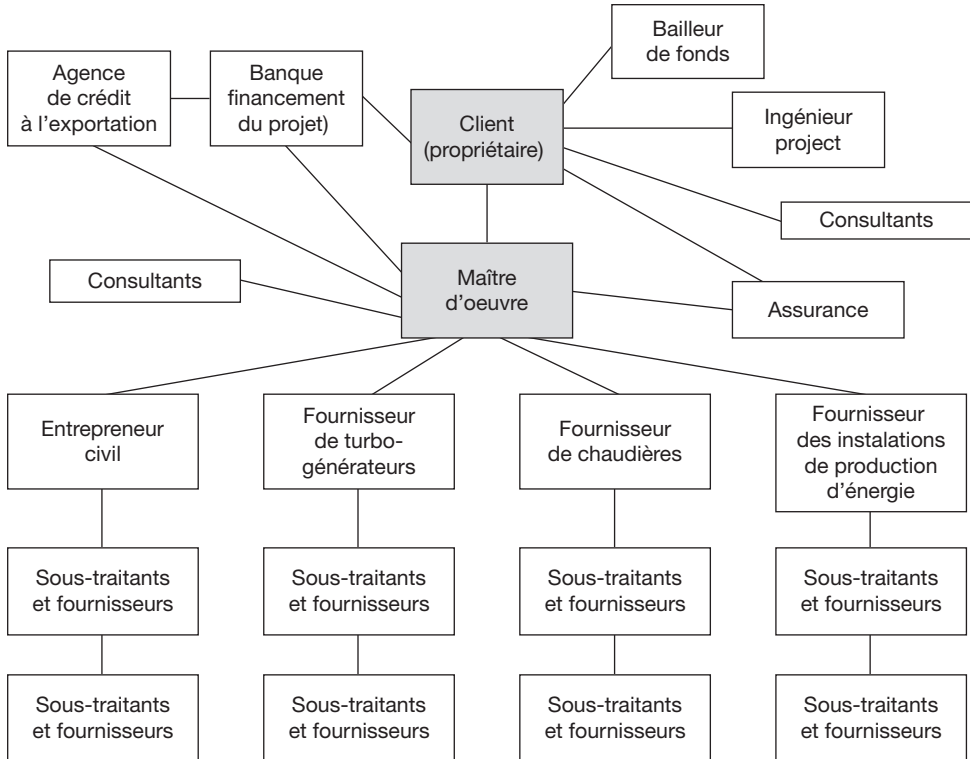 Bailleur
de fonds
Agence
de crédit
à l'exportation
Banque
financement
du projet)
Client
(propriétaire)
Ingénieur
project
Consultants
Consultants
Maître
d'oeuvre
Assurance
Entrepreneur
civil
Fournisseur
de turbo-
générateurs
Fournisseur
de chaudières
Fournisseur
des instalations
de production
d'énergie
Sous-traitants
et fournisseurs
Sous-traitants
et fournisseurs
Sous-traitants
et fournisseurs
Sous-traitants
et fournisseurs
Sous-traitants
et fournisseurs
Sous-traitants
et fournisseurs
Sous-traitants
et fournisseurs
Sous-traitants
et fournisseurs